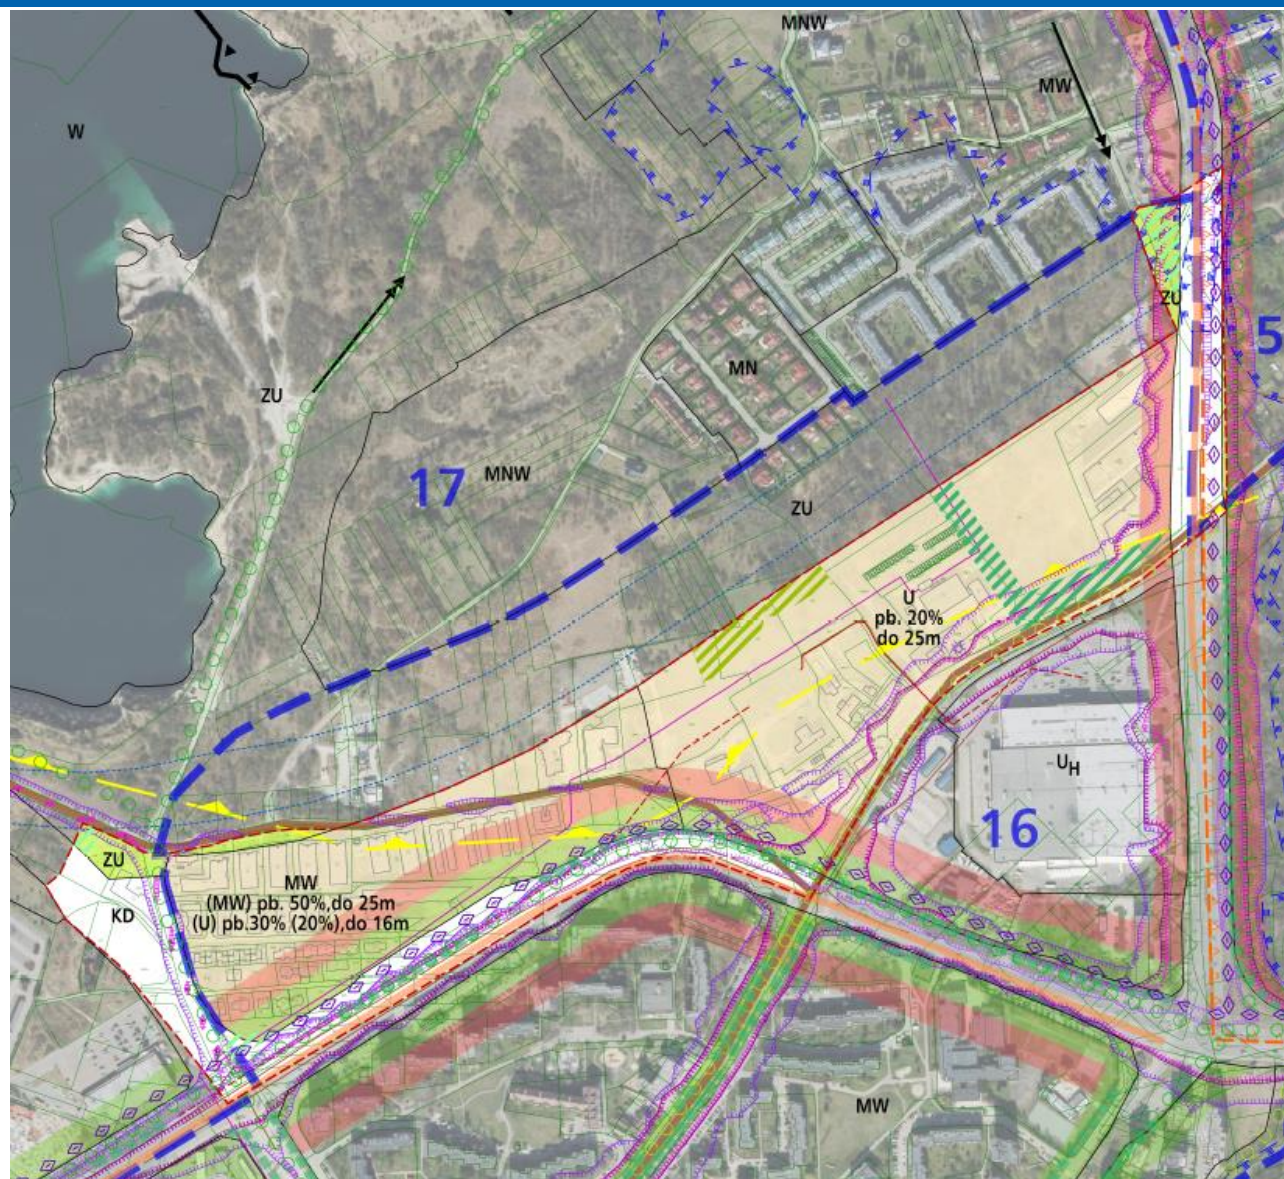 MNW
MW
W
ZU
5
ZU
MN
17
MNW
ZU
U
pb. 20%
do 25m
UH
16
ZU
MW
(MW) pb. 50%,do 25m
(U) pb.30% (20%),do 16m
KD
MW